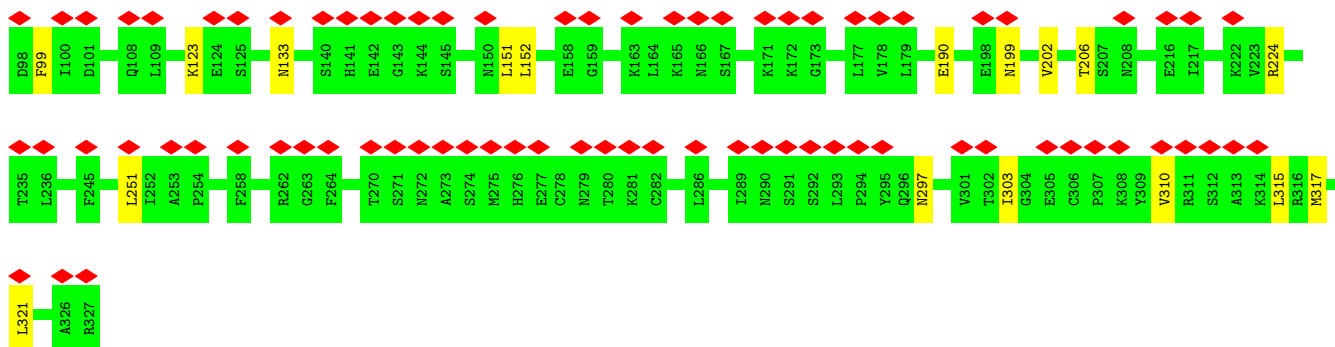 D98 F99 I100 D101 Q108 L109 K123 E124 S125 N133 S140 H141 E142 G143 K144 S145 N150 L151 L152 E158 G159 K163 L164 K165 N166 S167 K171 K172 G173 L177 V178 L179 E190 E198 N199 V202 T206 S207 N208 E216 I217 K222 V223 R224
T235 L236 F245 L251 I252 A253 P254 F258 R262 G263 F264 T270 S271 N272 A273 S274 M275 H276 E277 C278 N279 T280 K281 C282 L286 I289 N290 S291 S292 L293 P294 Y295 Q296 N297 V301 T302 I303 G304 E305 C306 P307 K308 Y309 V310 R311 S312 A313 K314 L315 R316 M317
L321 A326 R327